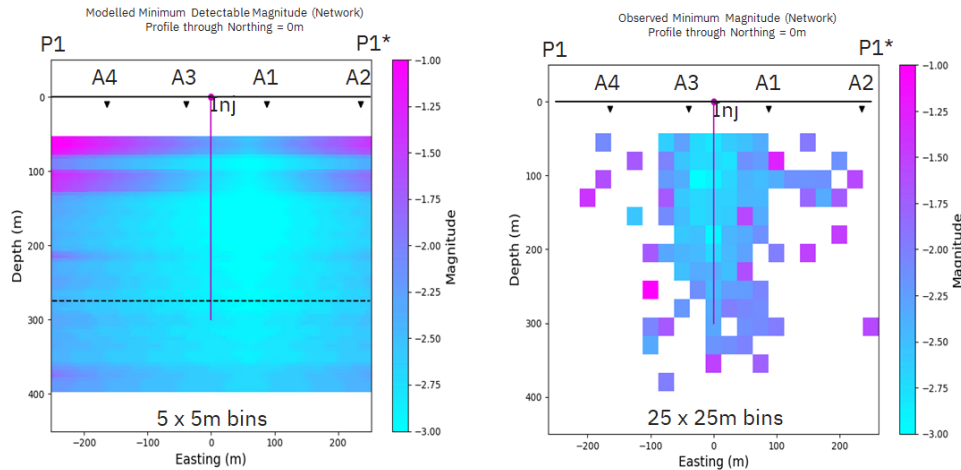 Modelled Minimum Detectable Magnitude (Network)
Profile through Northing = 0m
P1
P1*
A4
A3
A1
A2
Inj
0
100
200
300
400
Depth (m)
5 x 5m bins
−200
−100
0
100
200
Easting (m)
−1.00
−1.25
−1.50
−1.75
−2.00
−2.25
−2.50
−2.75
−3.00
Magnitude
Observed Minimum Magnitude (Network)
Profile through Northing = 0m
P1
P1*
A4
A3
A1
A2
Inj
0
100
200
300
400
Depth (m)
25 x 25m bins
−200
−100
0
100
200
Easting (m)
−1.00
−1.25
−1.50
−1.75
−2.00
−2.25
−2.50
−2.75
−3.00
Magnitude